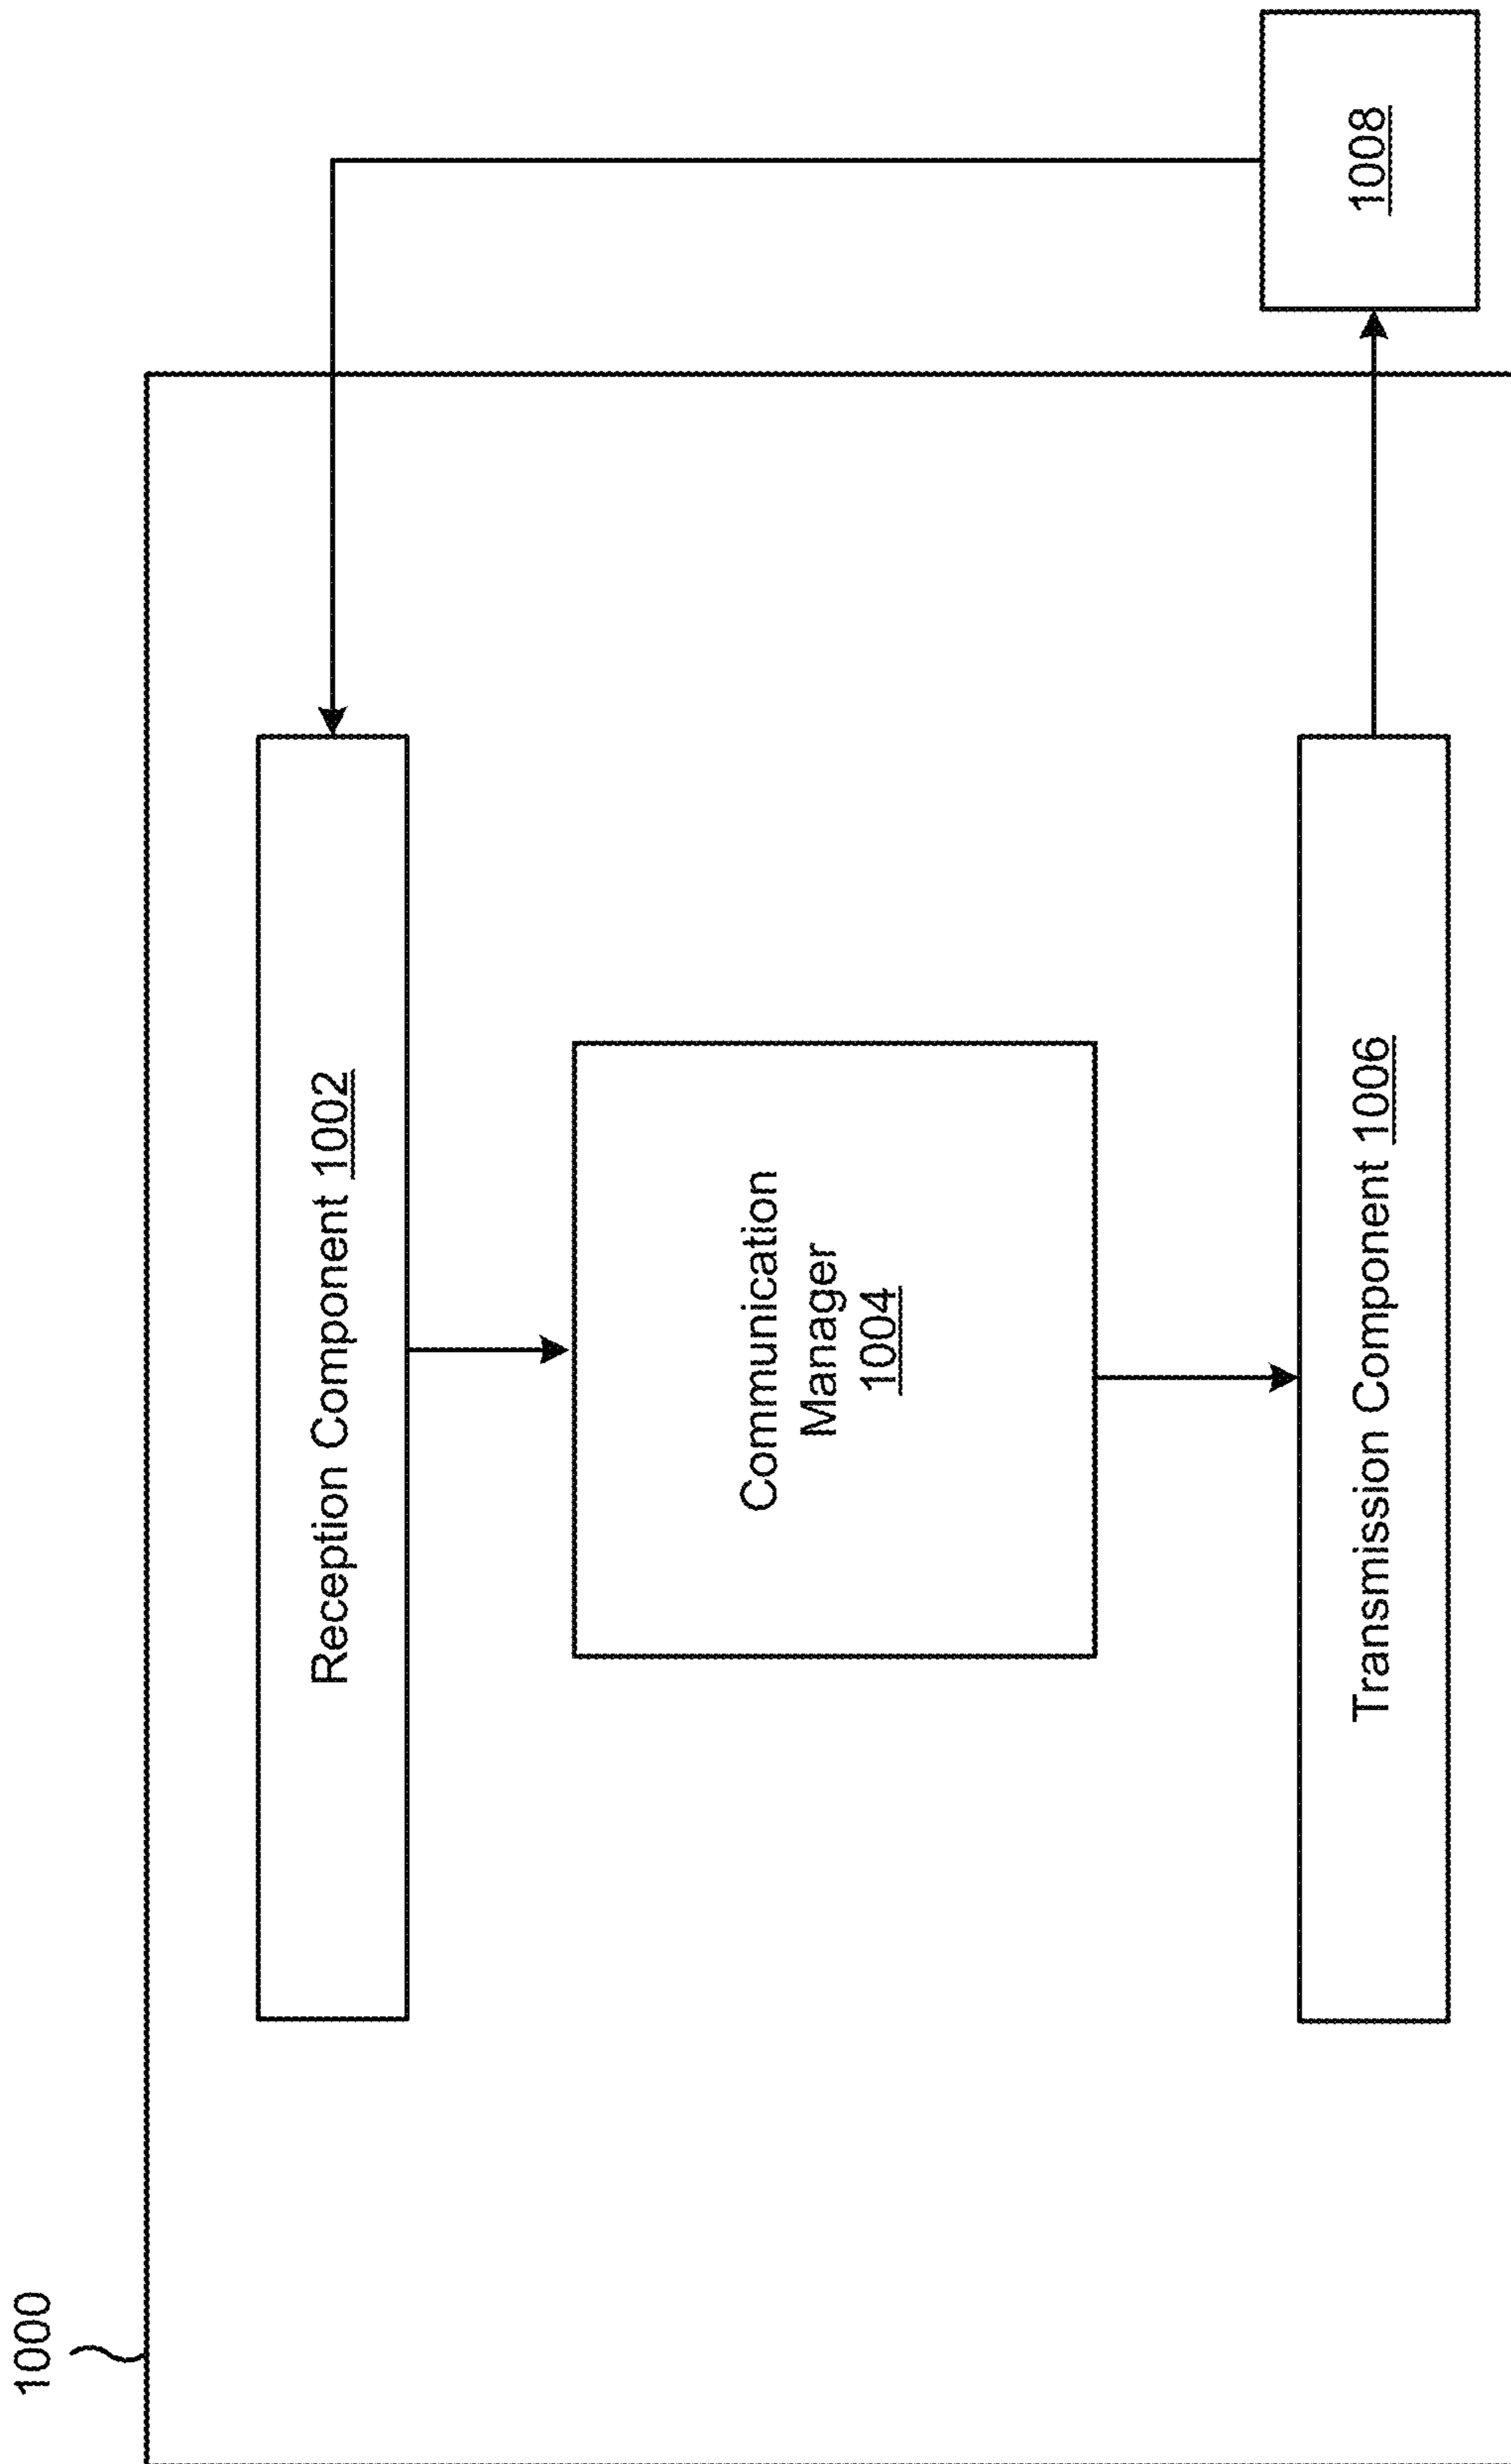 1000
Reception Component 1002
Communication
Manager
1004
Transmission Component 1006
1008